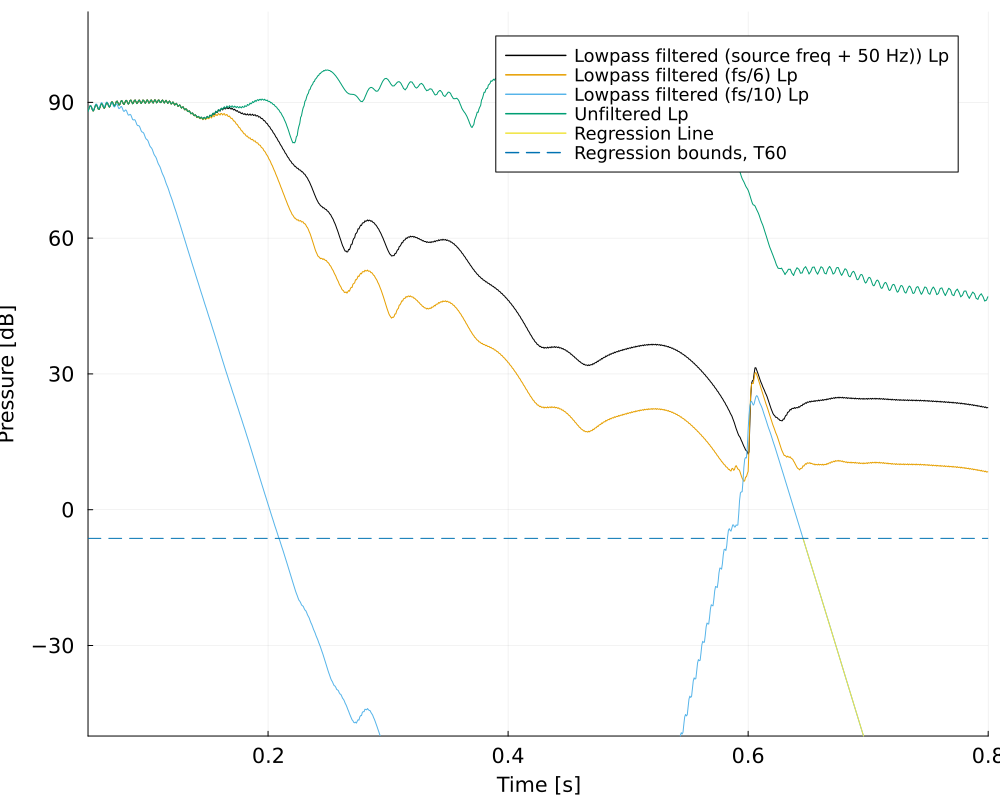 Lowpass filtered (source freq + 50 Hz)) Lp
Lowpass filtered (fs/6) Lp
Lowpass filtered (fs/10) Lp
Unfiltered Lp
Regression Line
Regression bounds, T60
90
60
30
0
−30
Pressure [dB]
0.2
0.4
0.6
0.8
Time [s]